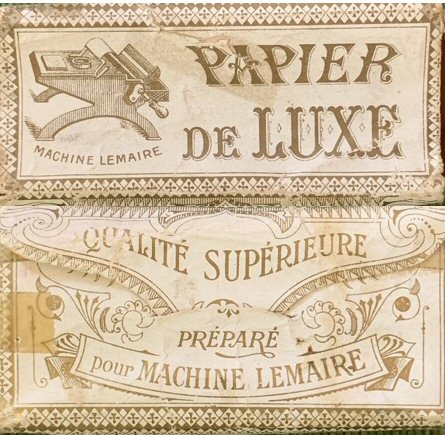 PAPIER
DE LUXE
MACHINE LEMAIRE
QUALITÉ SUPÉRIEURE
PRÉPARÉ
pour MACHINE LEMAIRE